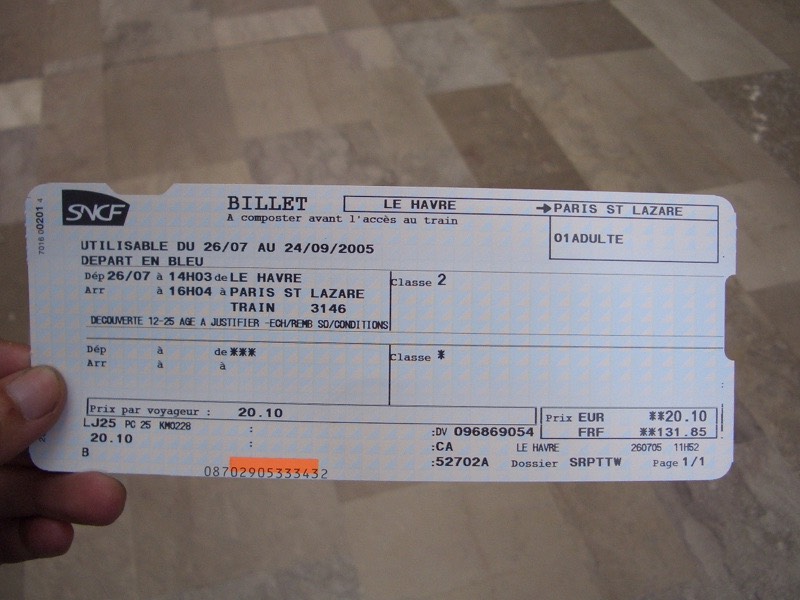 7016 00201 4
SNCF
BILLET
LE HAVRE → PARIS ST LAZARE
A composter avant l'accès au train
01ADULTE
UTILISABLE DU 26/07 AU 24/09/2005
DEPART EN BLEU
Dép 26/07 à 14H03 de LE HAVRE
Classe 2
Arr à 16H04 à PARIS ST LAZARE
TRAIN 3146
DECOUVERTE 12-25 AGE A JUSTIFIER -ECH/REMB SO/CONDITIONS
Dép à de ***
Classe *
Arr à à
Prix par voyageur : 20.10
Prix EUR **20.10
FRF **131.85
LJ25 PC 25 KM0228 :
:DV 096869054
20.10 :
:CA LE HAVRE 260705 11H52
B
:52702A Dossier SRPTTW Page 1/1
08702905333432